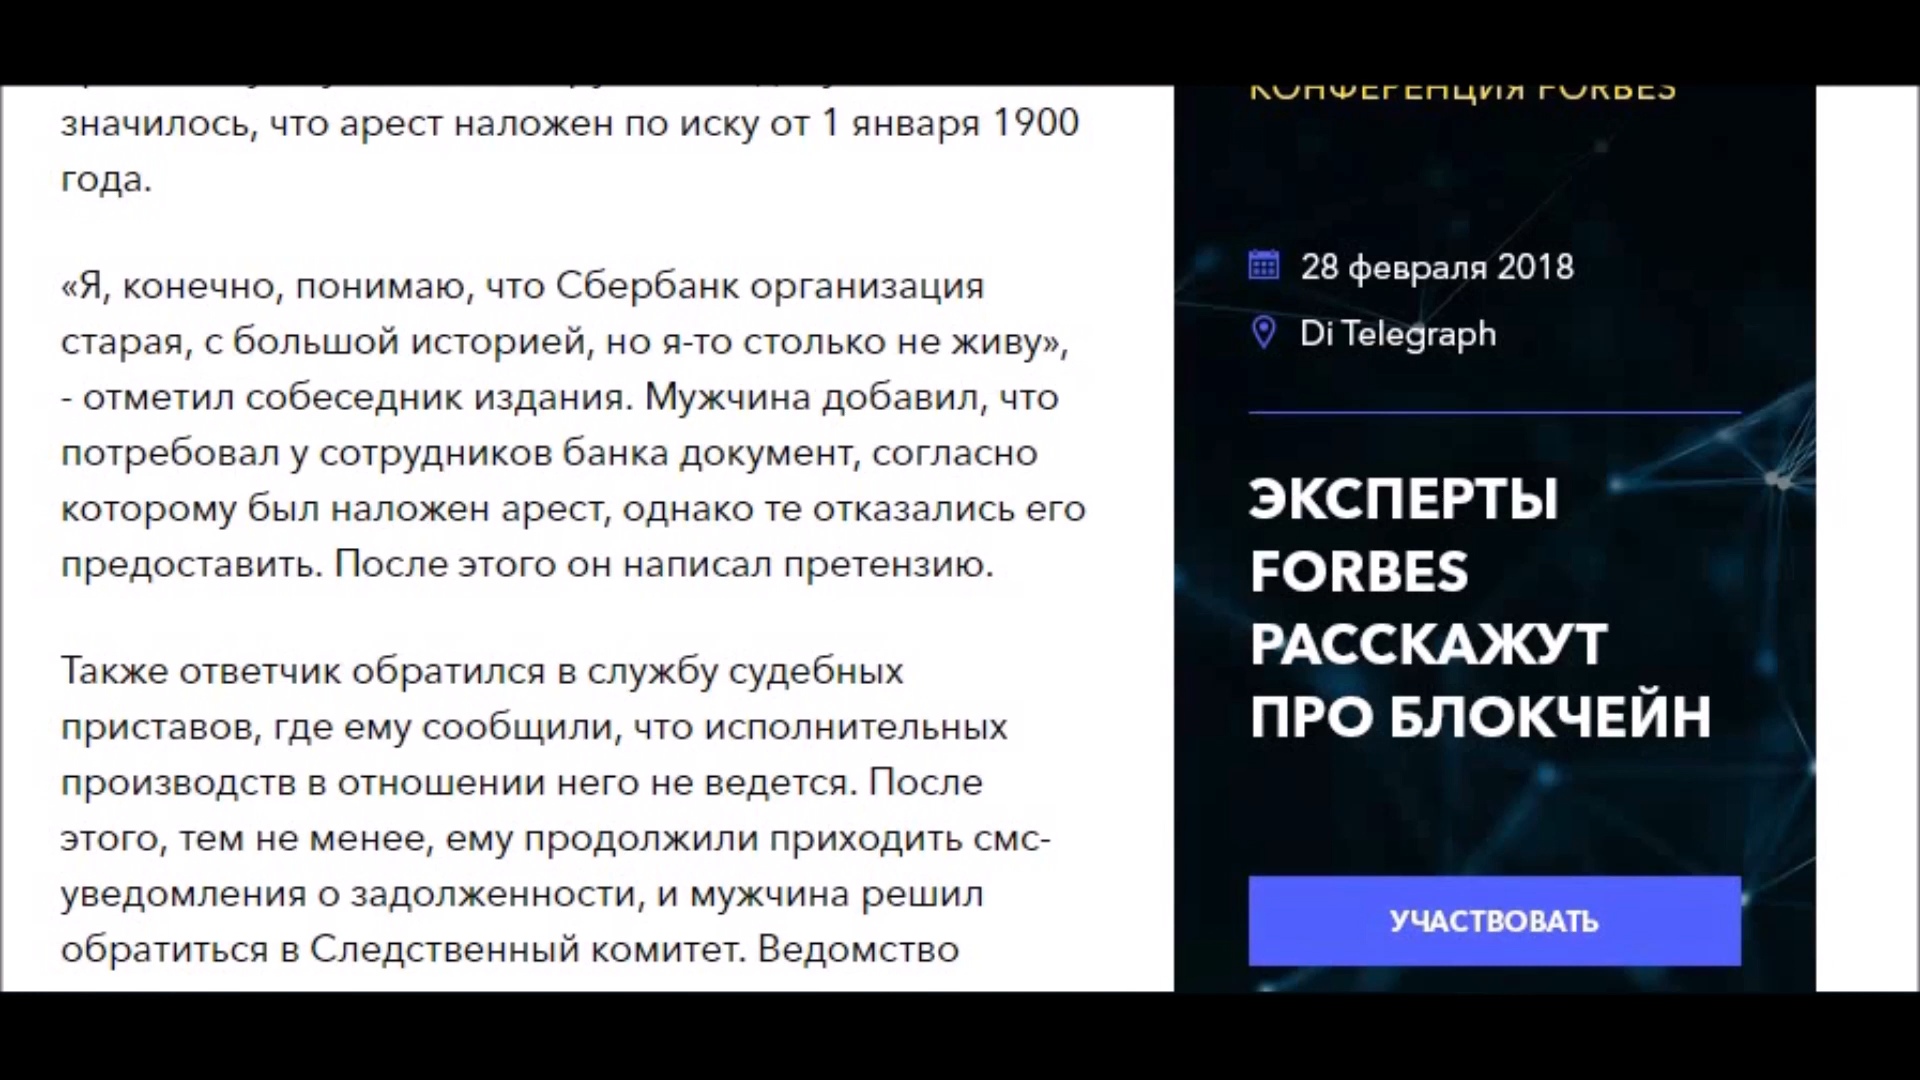 значилось, что арест наложен по иску от 1 января 1900
года.
«Я, конечно, понимаю, что Сбербанк организация
старая, с большой историей, но я-то столько не живу»,
- отметил собеседник издания. Мужчина добавил, что
потребовал у сотрудников банка документ, согласно
которому был наложен арест, однако те отказались его
предоставить. После этого он написал претензию.
Также ответчик обратился в службу судебных
приставов, где ему сообщили, что исполнительных
производств в отношении него не ведется. После
этого, тем не менее, ему продолжили приходить смс-
уведомления о задолженности, и мужчина решил
обратиться в Следственный комитет. Ведомство
КОНФЕРЕНЦИЯ FORBES
28 февраля 2018
Di Telegraph
ЭКСПЕРТЫ
FORBES
РАССКАЖУТ
ПРО БЛОКЧЕЙН
УЧАСТВОВАТЬ